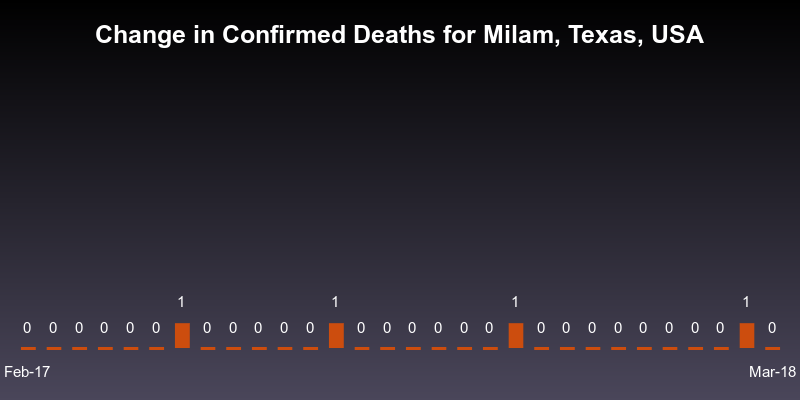 Change in Confirmed Deaths for Milam, Texas, USA
1 1 1 1
0 0 0 0 0 0 0 0 0 0 0 0 0 0 0 0 0 0 0 0 0 0 0 0 0 0
Feb-17 Mar-18